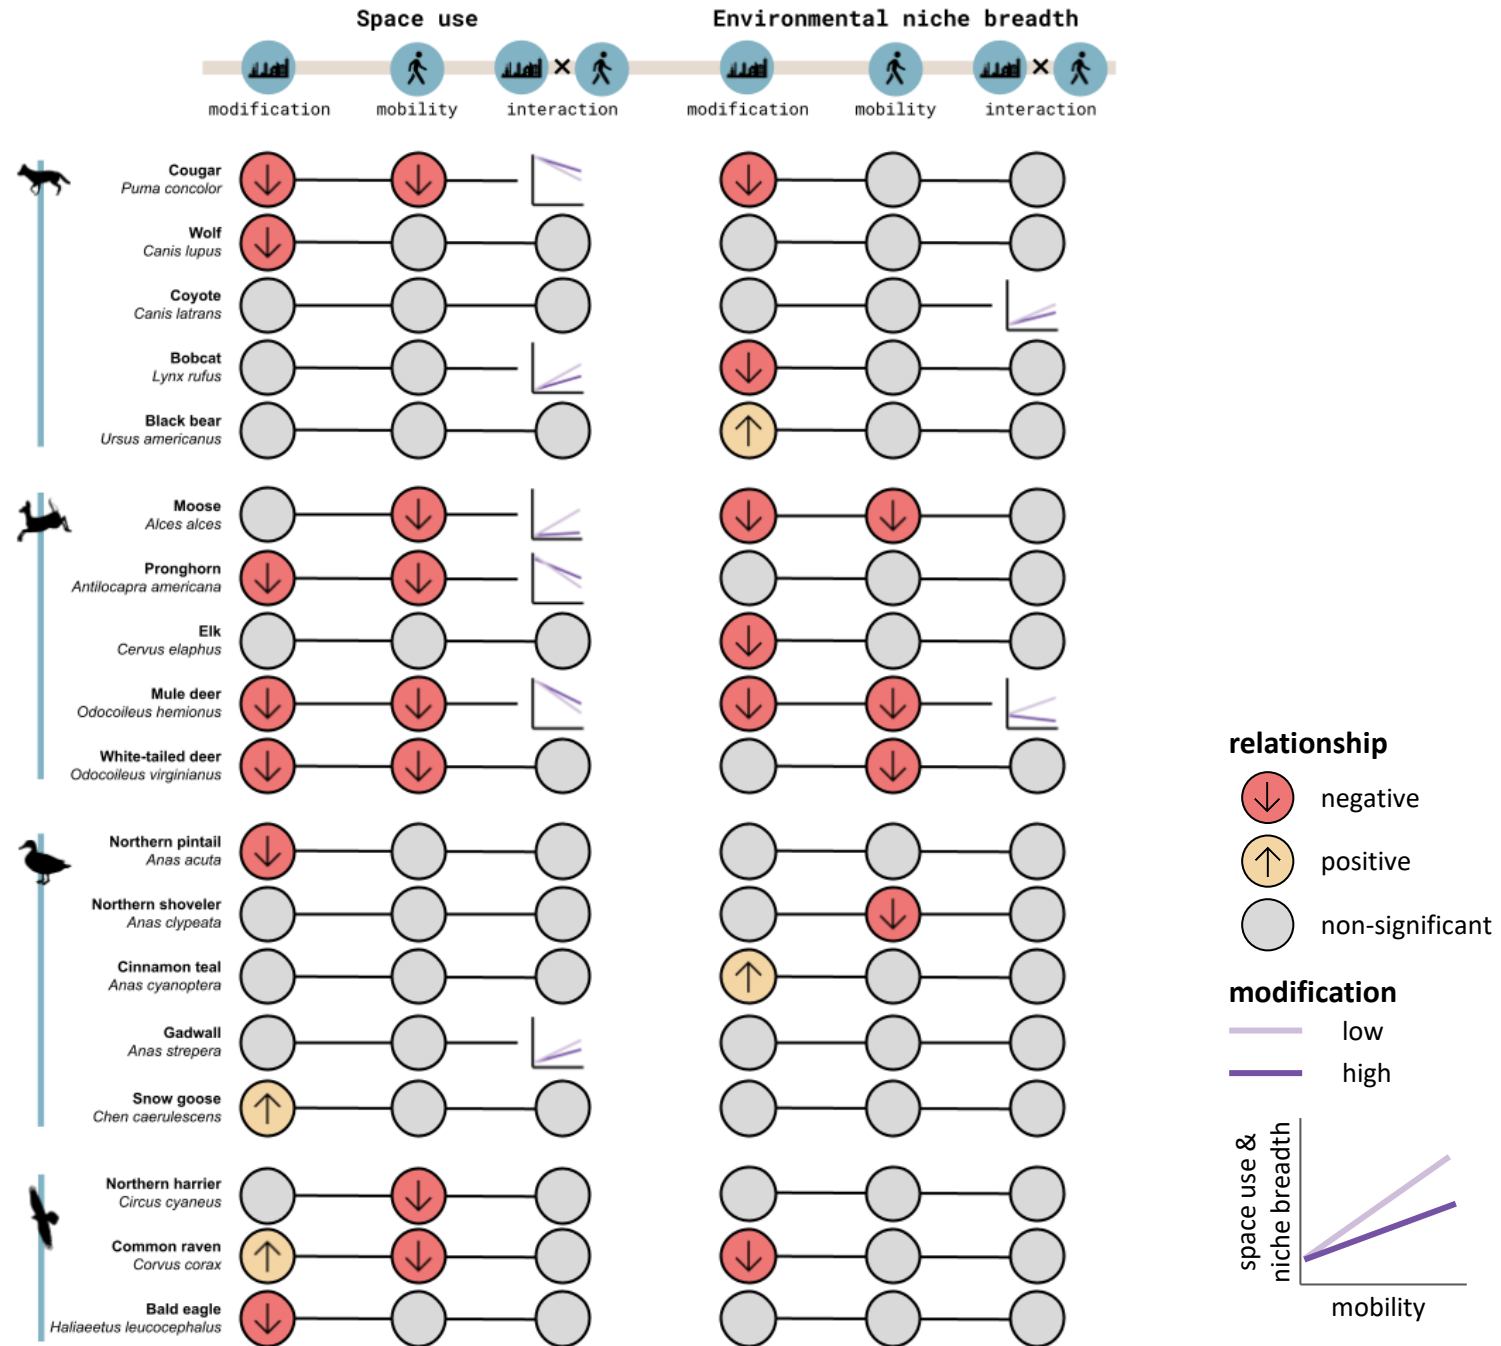 Space use
Environmental niche breadth
×
×
modification
mobility
interaction
modification
mobility
interaction
Cougar
Puma concolor
Wolf
Canis lupus
Coyote
Canis latrans
Bobcat
Lynx rufus
Black bear
Ursus americanus
Moose
Alces alces
Pronghorn
Antilocapra americana
Elk
Cervus elaphus
Mule deer
Odocoileus hemionus
White-tailed deer
Odocoileus virginianus
Northern pintail
Anas acuta
Northern shoveler
Anas clypeata
Cinnamon teal
Anas cyanoptera
Gadwall
Anas strepera
Snow goose
Chen caerulescens
Northern harrier
Circus cyaneus
Common raven
Corvus corax
Bald eagle
Haliaeetus leucocephalus
relationship
negative
positive
non-significant
modification
low
high
space use &
niche breadth
mobility